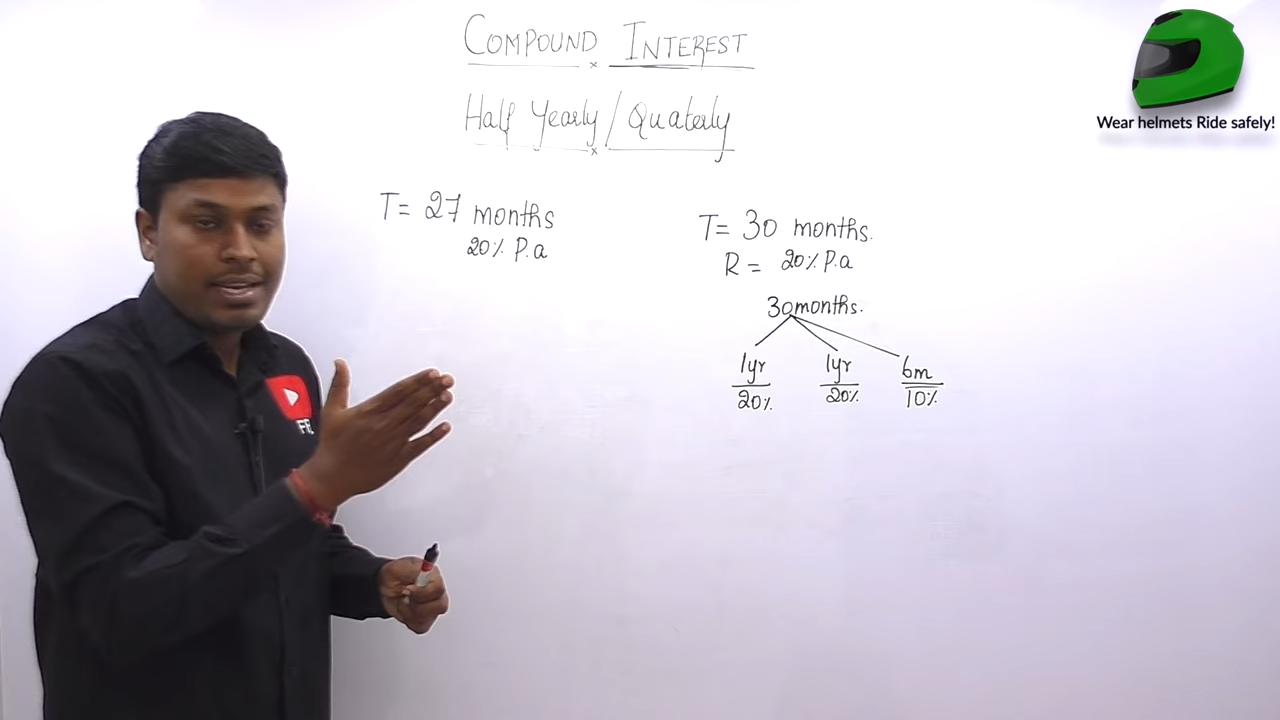 COMPOUND INTEREST
Half Yearly / Quaterly
Wear helmets Ride safely!
T = 27 months
20% P.a
T = 30 months.
R = 20% P.a
30months.
1yr 1yr 6m
20% 20% 10%